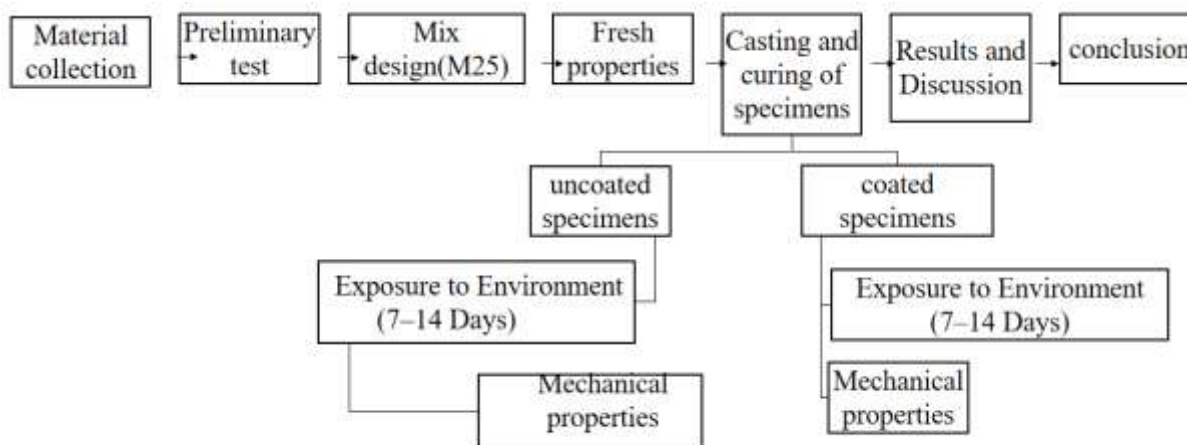 Material
collection
Preliminary
test
Mix
design(M25)
Fresh
properties
Casting and
curing of
specimens
Results and
Discussion
conclusion
uncoated
specimens
coated
specimens
Exposure to Environment
(7–14 Days)
Exposure to Environment
(7–14 Days)
Mechanical
properties
Mechanical
properties